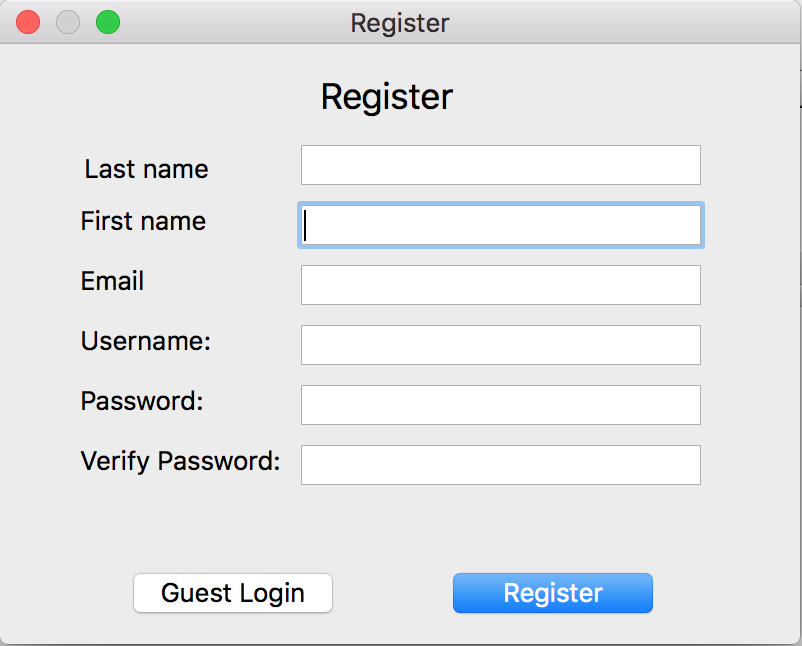 Register
Register
Last name
First name
Email
Username:
Password:
Verify Password:
Guest Login
Register